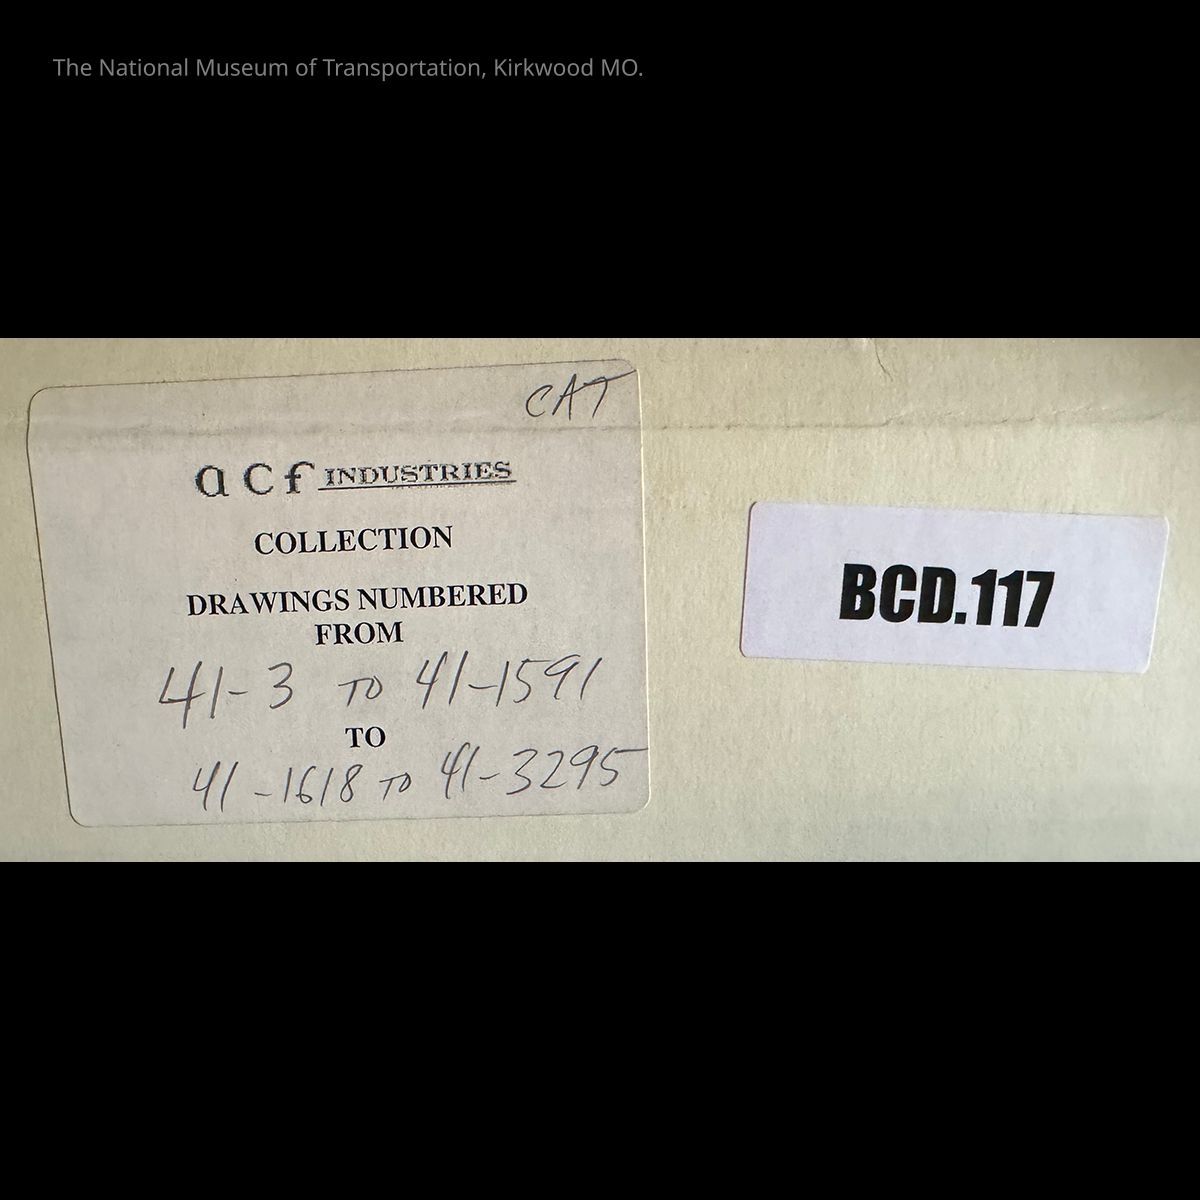 The National Museum of Transportation, Kirkwood MO.
CAT
acf INDUSTRIES
COLLECTION
DRAWINGS NUMBERED
FROM
41-3 TO 41-1591
TO
41-1618 TO 41-3295
BCD.117